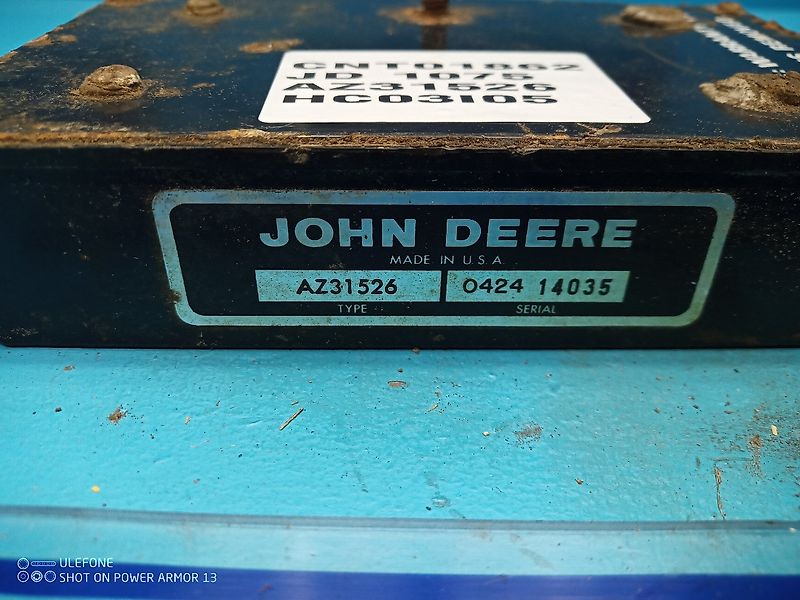 CNT01862
JD 1075
AZ31526
HC03I05
JOHN DEERE
MADE IN U.S.A.
AZ31526
0424 14035
TYPE
SERIAL
ULEFONE
SHOT ON POWER ARMOR 13